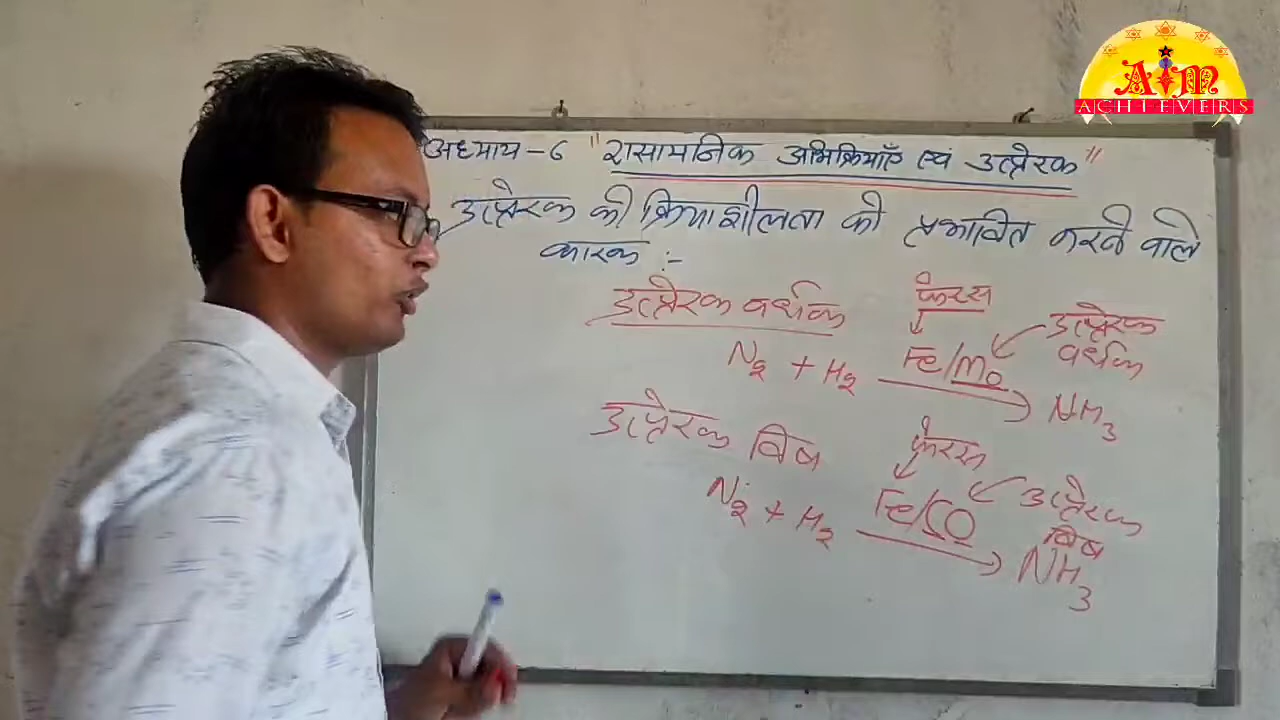 AIM
ACHIEVERS
अध्याय-6 "रासायनिक अभिक्रियाएँ एवं उत्प्रेरक"
उत्प्रेरक की क्रियाशीलता को प्रभावित करने वाले
कारक :-
उत्प्रेरक वर्धक
फेरस
उत्प्रेरक
वर्धक
N2 + H2 Fe/Mo NH3
उत्प्रेरक विष
फेरस
उत्प्रेरक
विष
N2 + H2 Fe/CO NH3